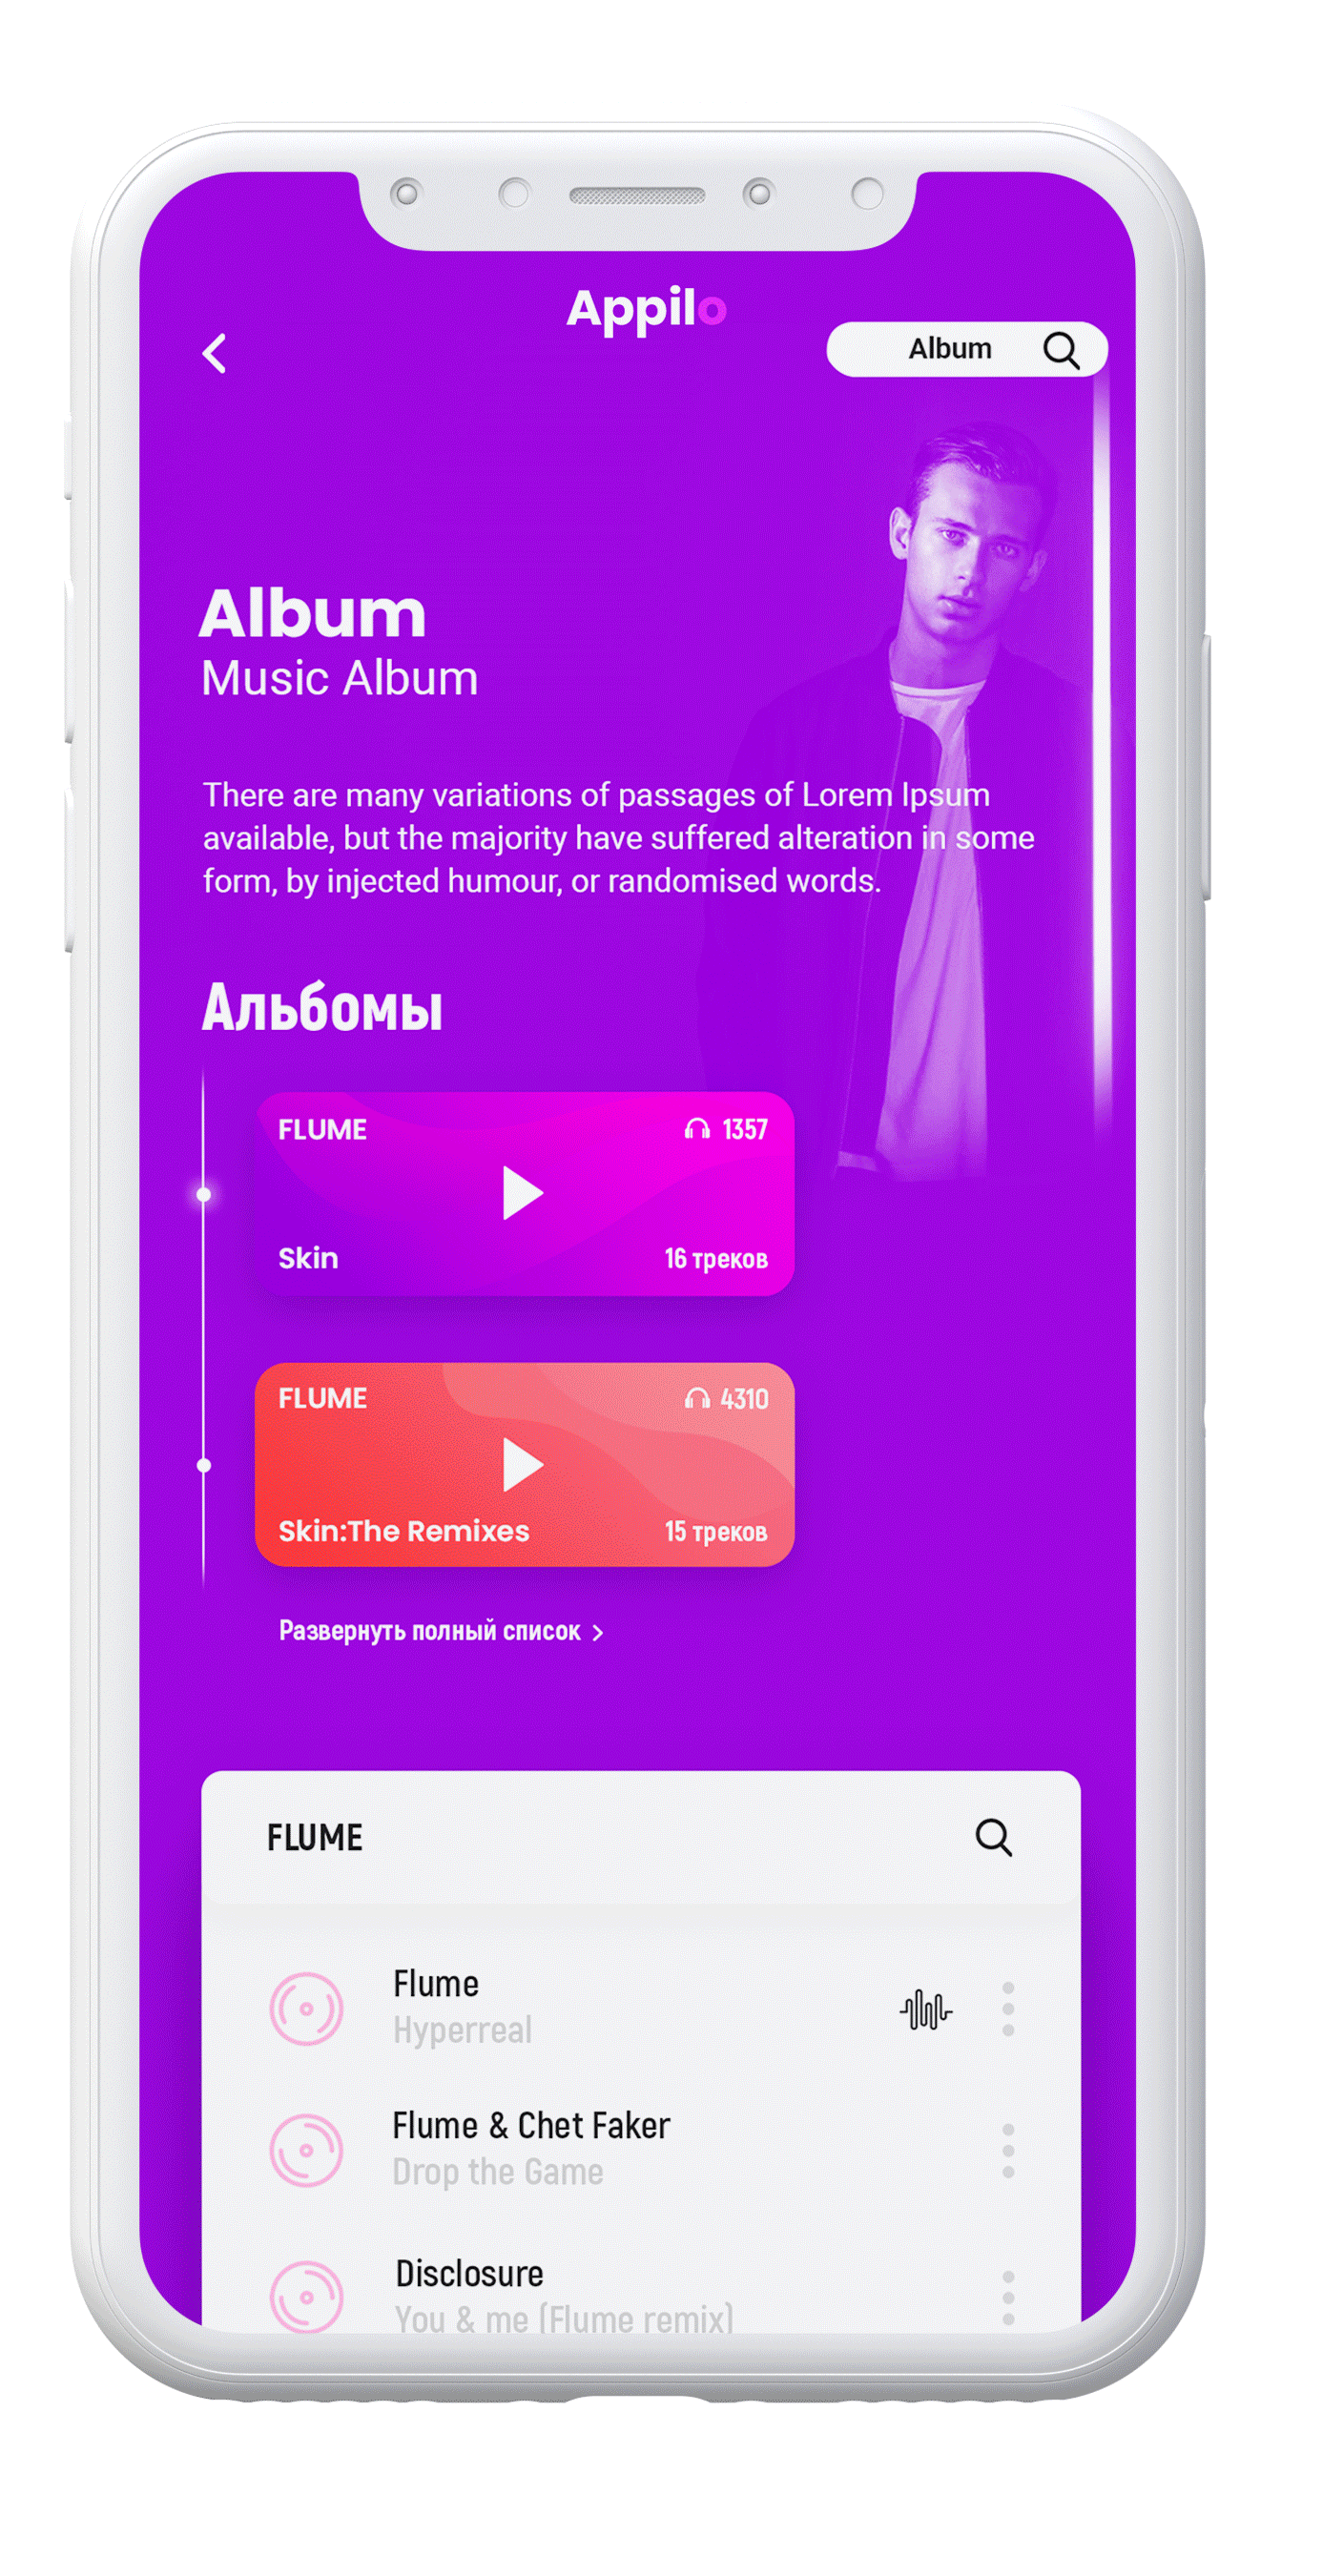 Appilo
Album
Album
Music Album
There are many variations of passages of Lorem Ipsum
available, but the majority have suffered alteration in some
form, by injected humour, or randomised words.
Альбомы
FLUME 1357
Skin 16 треков
FLUME 4310
Skin:The Remixes 15 треков
Развернуть полный список >
FLUME
Flume
Hyperreal
Flume & Chet Faker
Drop the Game
Disclosure
You & me (Flume remix)